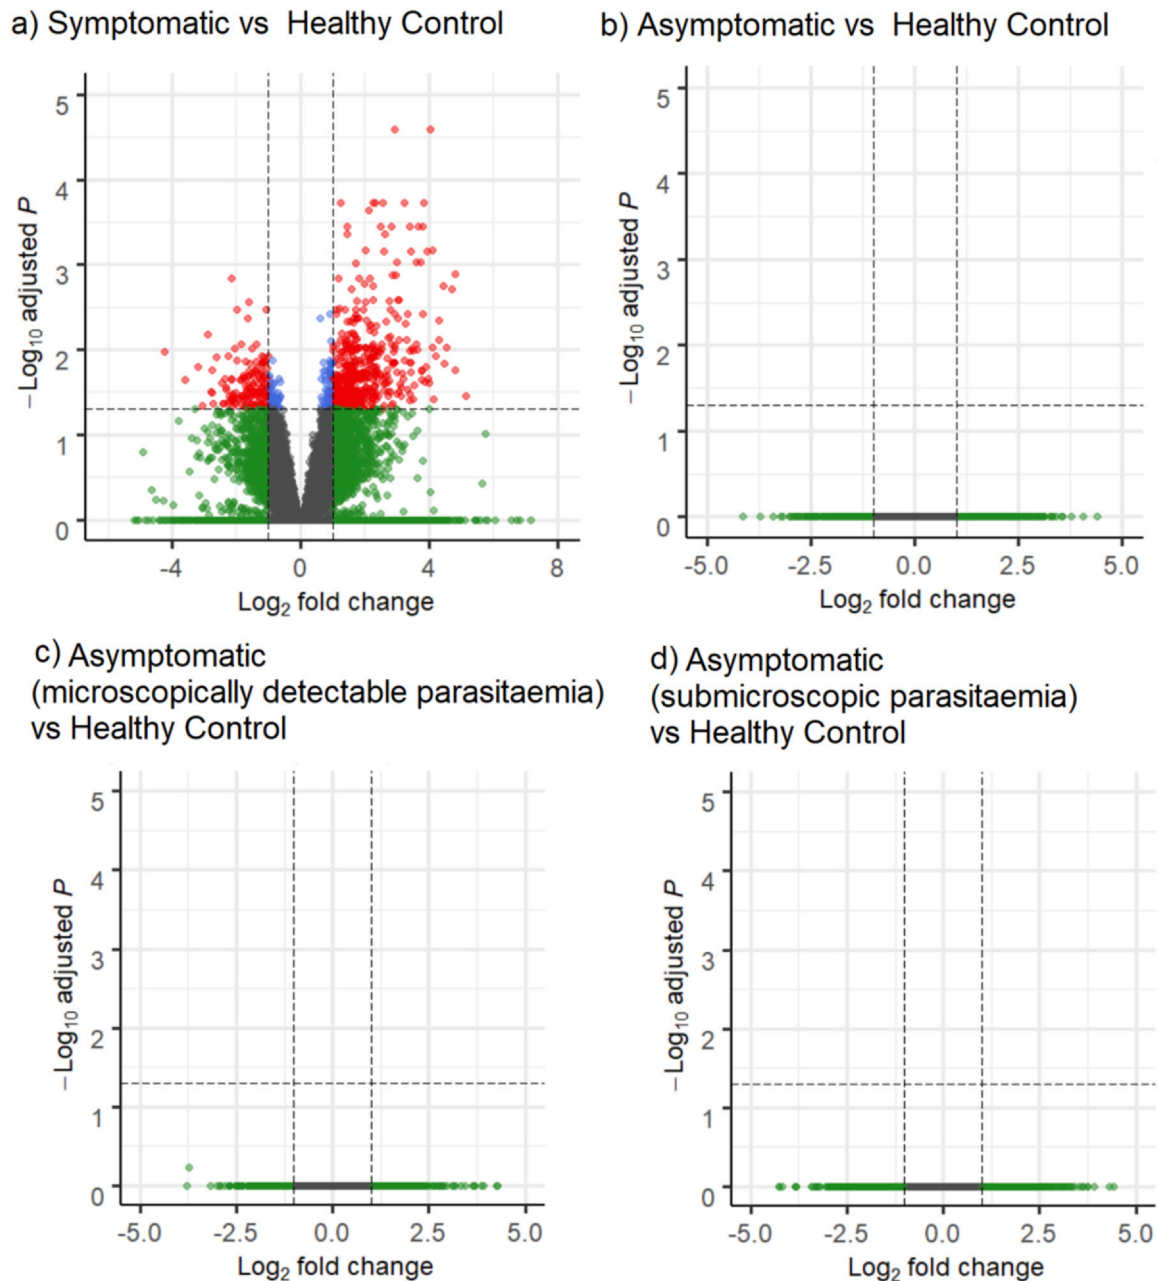 a) Symptomatic vs Healthy Control
5
4
3
2
1
0
-4 0 4 8
−Log10 adjusted P
Log2 fold change
b) Asymptomatic vs Healthy Control
5
4
3
2
1
0
-5.0 -2.5 0.0 2.5 5.0
−Log10 adjusted P
Log2 fold change
c) Asymptomatic
(microscopically detectable parasitaemia)
vs Healthy Control
5
4
3
2
1
0
-5.0 -2.5 0.0 2.5 5.0
−Log10 adjusted P
Log2 fold change
d) Asymptomatic
(submicroscopic parasitaemia)
vs Healthy Control
5
4
3
2
1
0
-5.0 -2.5 0.0 2.5 5.0
−Log10 adjusted P
Log2 fold change